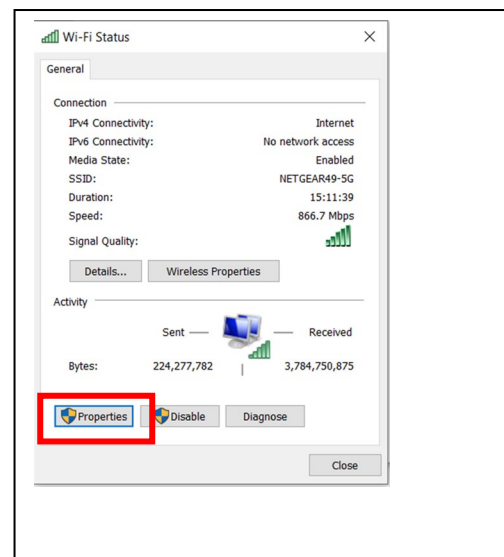 Wi-Fi Status
General
Connection
IPv4 Connectivity: Internet
IPv6 Connectivity: No network access
Media State: Enabled
SSID: NETGEAR49-5G
Duration: 15:11:39
Speed: 866.7 Mbps
Signal Quality:
Details... Wireless Properties
Activity
Sent Received
Bytes: 224,277,782 3,784,750,875
Properties Disable Diagnose
Close